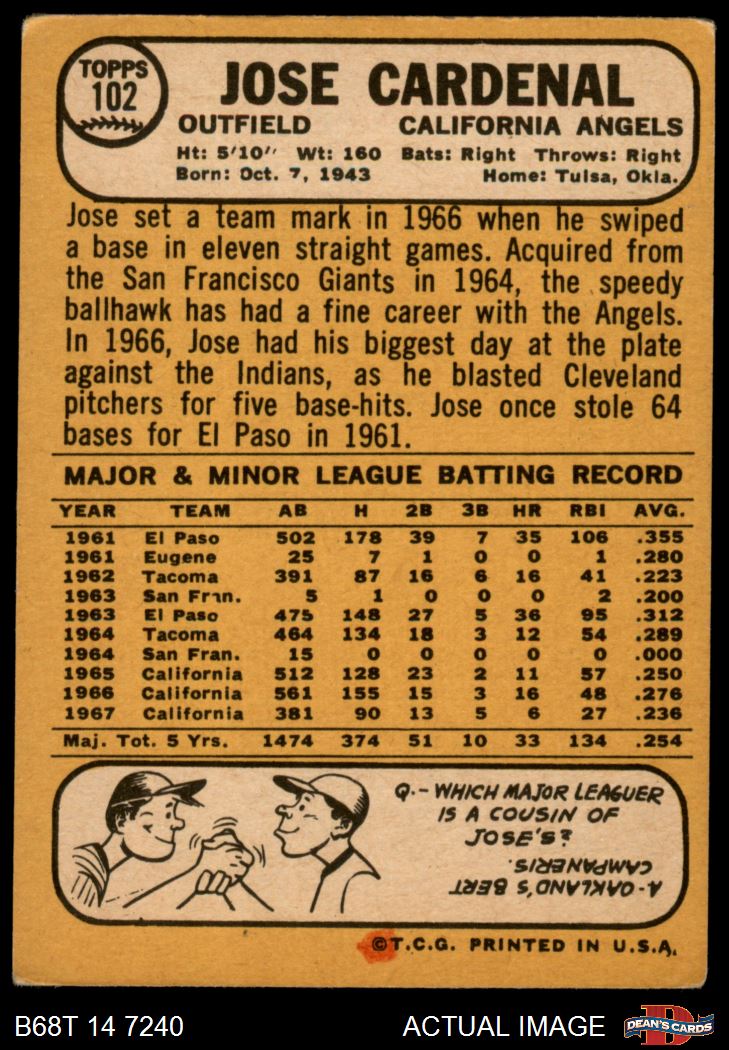 TOPPS
102
JOSE CARDENAL
OUTFIELD CALIFORNIA ANGELS
Ht: 5'10" Wt: 160 Bats: Right Throws: Right
Born: Oct. 7, 1943 Home: Tulsa, Okla.
Jose set a team mark in 1966 when he swiped
a base in eleven straight games. Acquired from
the San Francisco Giants in 1964, the speedy
ballhawk has had a fine career with the Angels.
In 1966, Jose had his biggest day at the plate
against the Indians, as he blasted Cleveland
pitchers for five base-hits. Jose once stole 64
bases for El Paso in 1961.
MAJOR & MINOR LEAGUE BATTING RECORD
YEAR TEAM AB H 2B 3B HR RBI AVG.
1961 El Paso 502 178 39 7 35 106 .355
1961 Eugene 25 7 1 0 0 1 .280
1962 Tacoma 391 87 16 6 16 41 .223
1963 San Fran. 5 1 0 0 0 2 .200
1963 El Paso 475 148 27 5 36 95 .312
1964 Tacoma 464 134 18 3 12 54 .289
1964 San Fran. 15 0 0 0 0 0 .000
1965 California 512 128 23 2 11 57 .250
1966 California 561 155 15 3 16 48 .276
1967 California 381 90 13 5 6 27 .236
Maj. Tot. 5 Yrs. 1474 374 51 10 33 134 .254
Q.- WHICH MAJOR LEAGUER
IS A COUSIN OF
JOSE'S?
A-OAKLAND'S BERT
CAMPANERIS.
©T.C.G. PRINTED IN U.S.A.
B68T 14 7240 ACTUAL IMAGE
D
DEAN'S CARDS